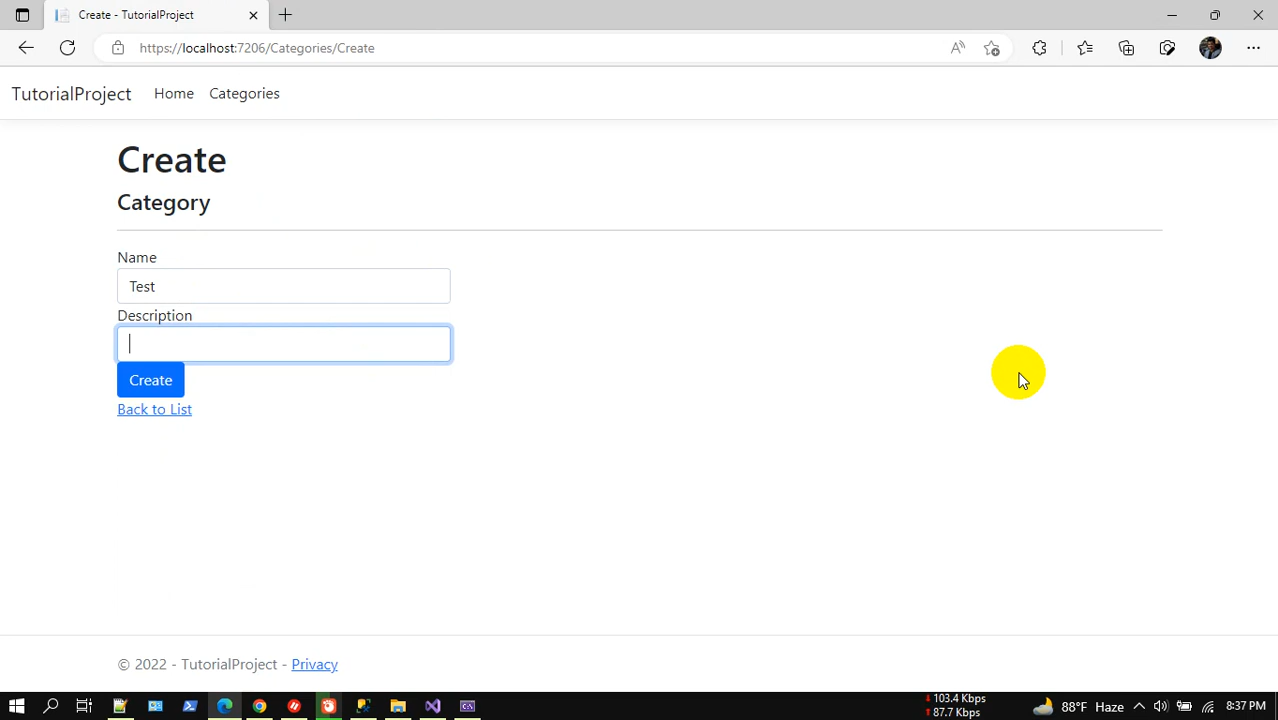 Create - TutorialProject
https://localhost:7206/Categories/Create
TutorialProject Home Categories
Create
Category
Name
Test
Description
Create
Back to List
© 2022 - TutorialProject - Privacy
103.4 Kbps
87.7 Kbps
88°F Haze
8:37 PM